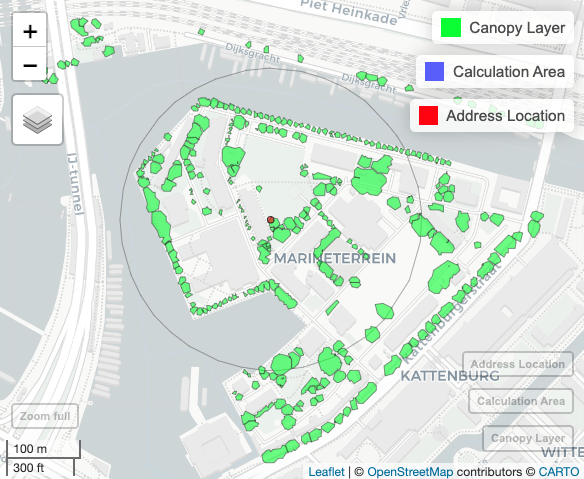 Piet Heinkade
+
−
Dijksgracht
Dijksgracht
Canopy Layer
Calculation Area
Address Location
IJ-tunnel
MARINETERREIN
Kattenburgerstraat
KATTENBURG
Address Location
Calculation Area
Zoom full
Canopy Layer
100 m
300 ft
WITTE
Leaflet | © OpenStreetMap contributors © CARTO